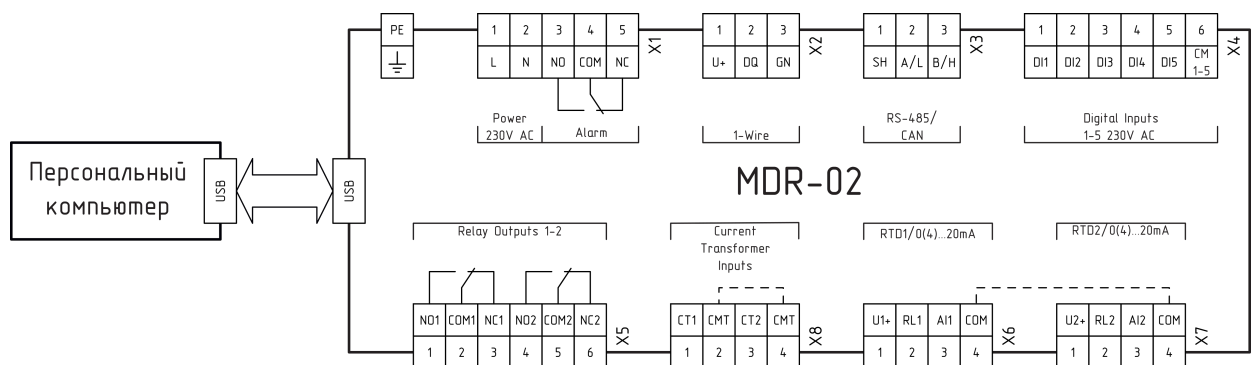 PE
1 2 3 4 5
L N NO COM NC
X1
Power
230V AC
Alarm
1 2 3
U+ DQ GN
X2
1-Wire
1 2 3
SH A/L B/H
X3
RS-485/
CAN
1 2 3 4 5 6
DI1 DI2 DI3 DI4 DI5 CM
1-5
X4
Digital Inputs
1-5 230V AC
Персональный
компьютер
USB
USB
MDR-02
Relay Outputs 1-2
NO1 COM1 NC1 NO2 COM2 NC2
1 2 3 4 5 6
X5
Current
Transformer
Inputs
CT1 CMT CT2 CMT
1 2 3 4
X8
RTD1/0(4)...20mA
U1+ RL1 AI1 COM
1 2 3 4
X6
RTD2/0(4)...20mA
U2+ RL2 AI2 COM
1 2 3 4
X7